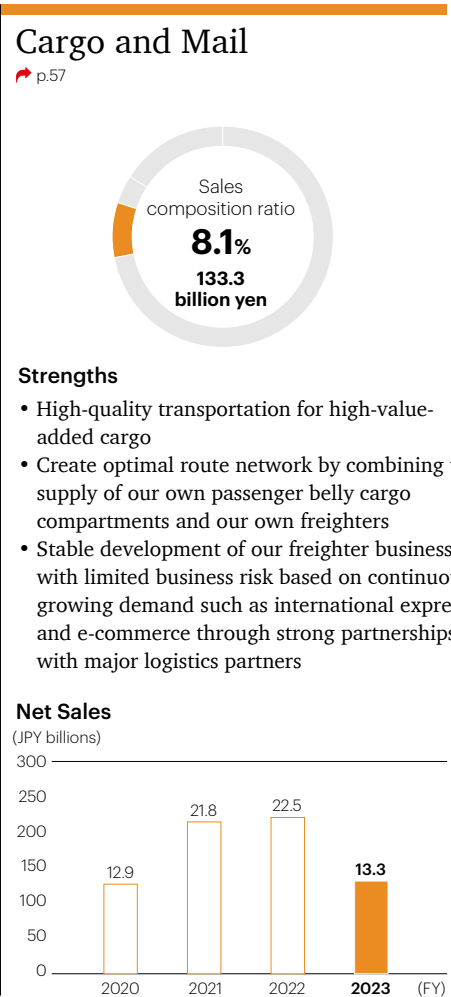 Cargo and Mail
p.57
Sales
composition ratio
8.1%
133.3
billion yen
Strengths
• High-quality transportation for high-value-
added cargo
• Create optimal route network by combining
supply of our own passenger belly cargo
compartments and our own freighters
• Stable development of our freighter business
with limited business risk based on continuo
growing demand such as international expre
and e-commerce through strong partnerships
with major logistics partners
Net Sales
(JPY billions)
300
250
200
150
100
50
0
12.9
21.8
22.5
13.3
2020 2021 2022 2023 (FY)